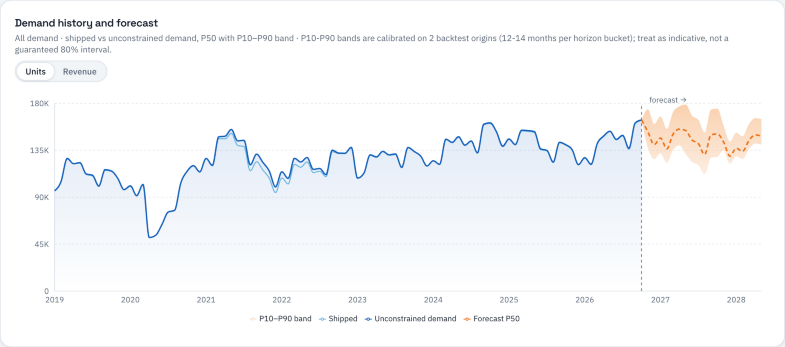 Demand history and forecast
All demand · shipped vs unconstrained demand, P50 with P10–P90 band · P10-P90 bands are calibrated on 2 backtest origins (12-14 months per horizon bucket); treat as indicative, not a
guaranteed 80% interval.
Units Revenue
forecast →
180K
135K
90K
45K
0
2019 2020 2021 2022 2023 2024 2025 2026 2027 2028
P10–P90 band Shipped Unconstrained demand Forecast P50